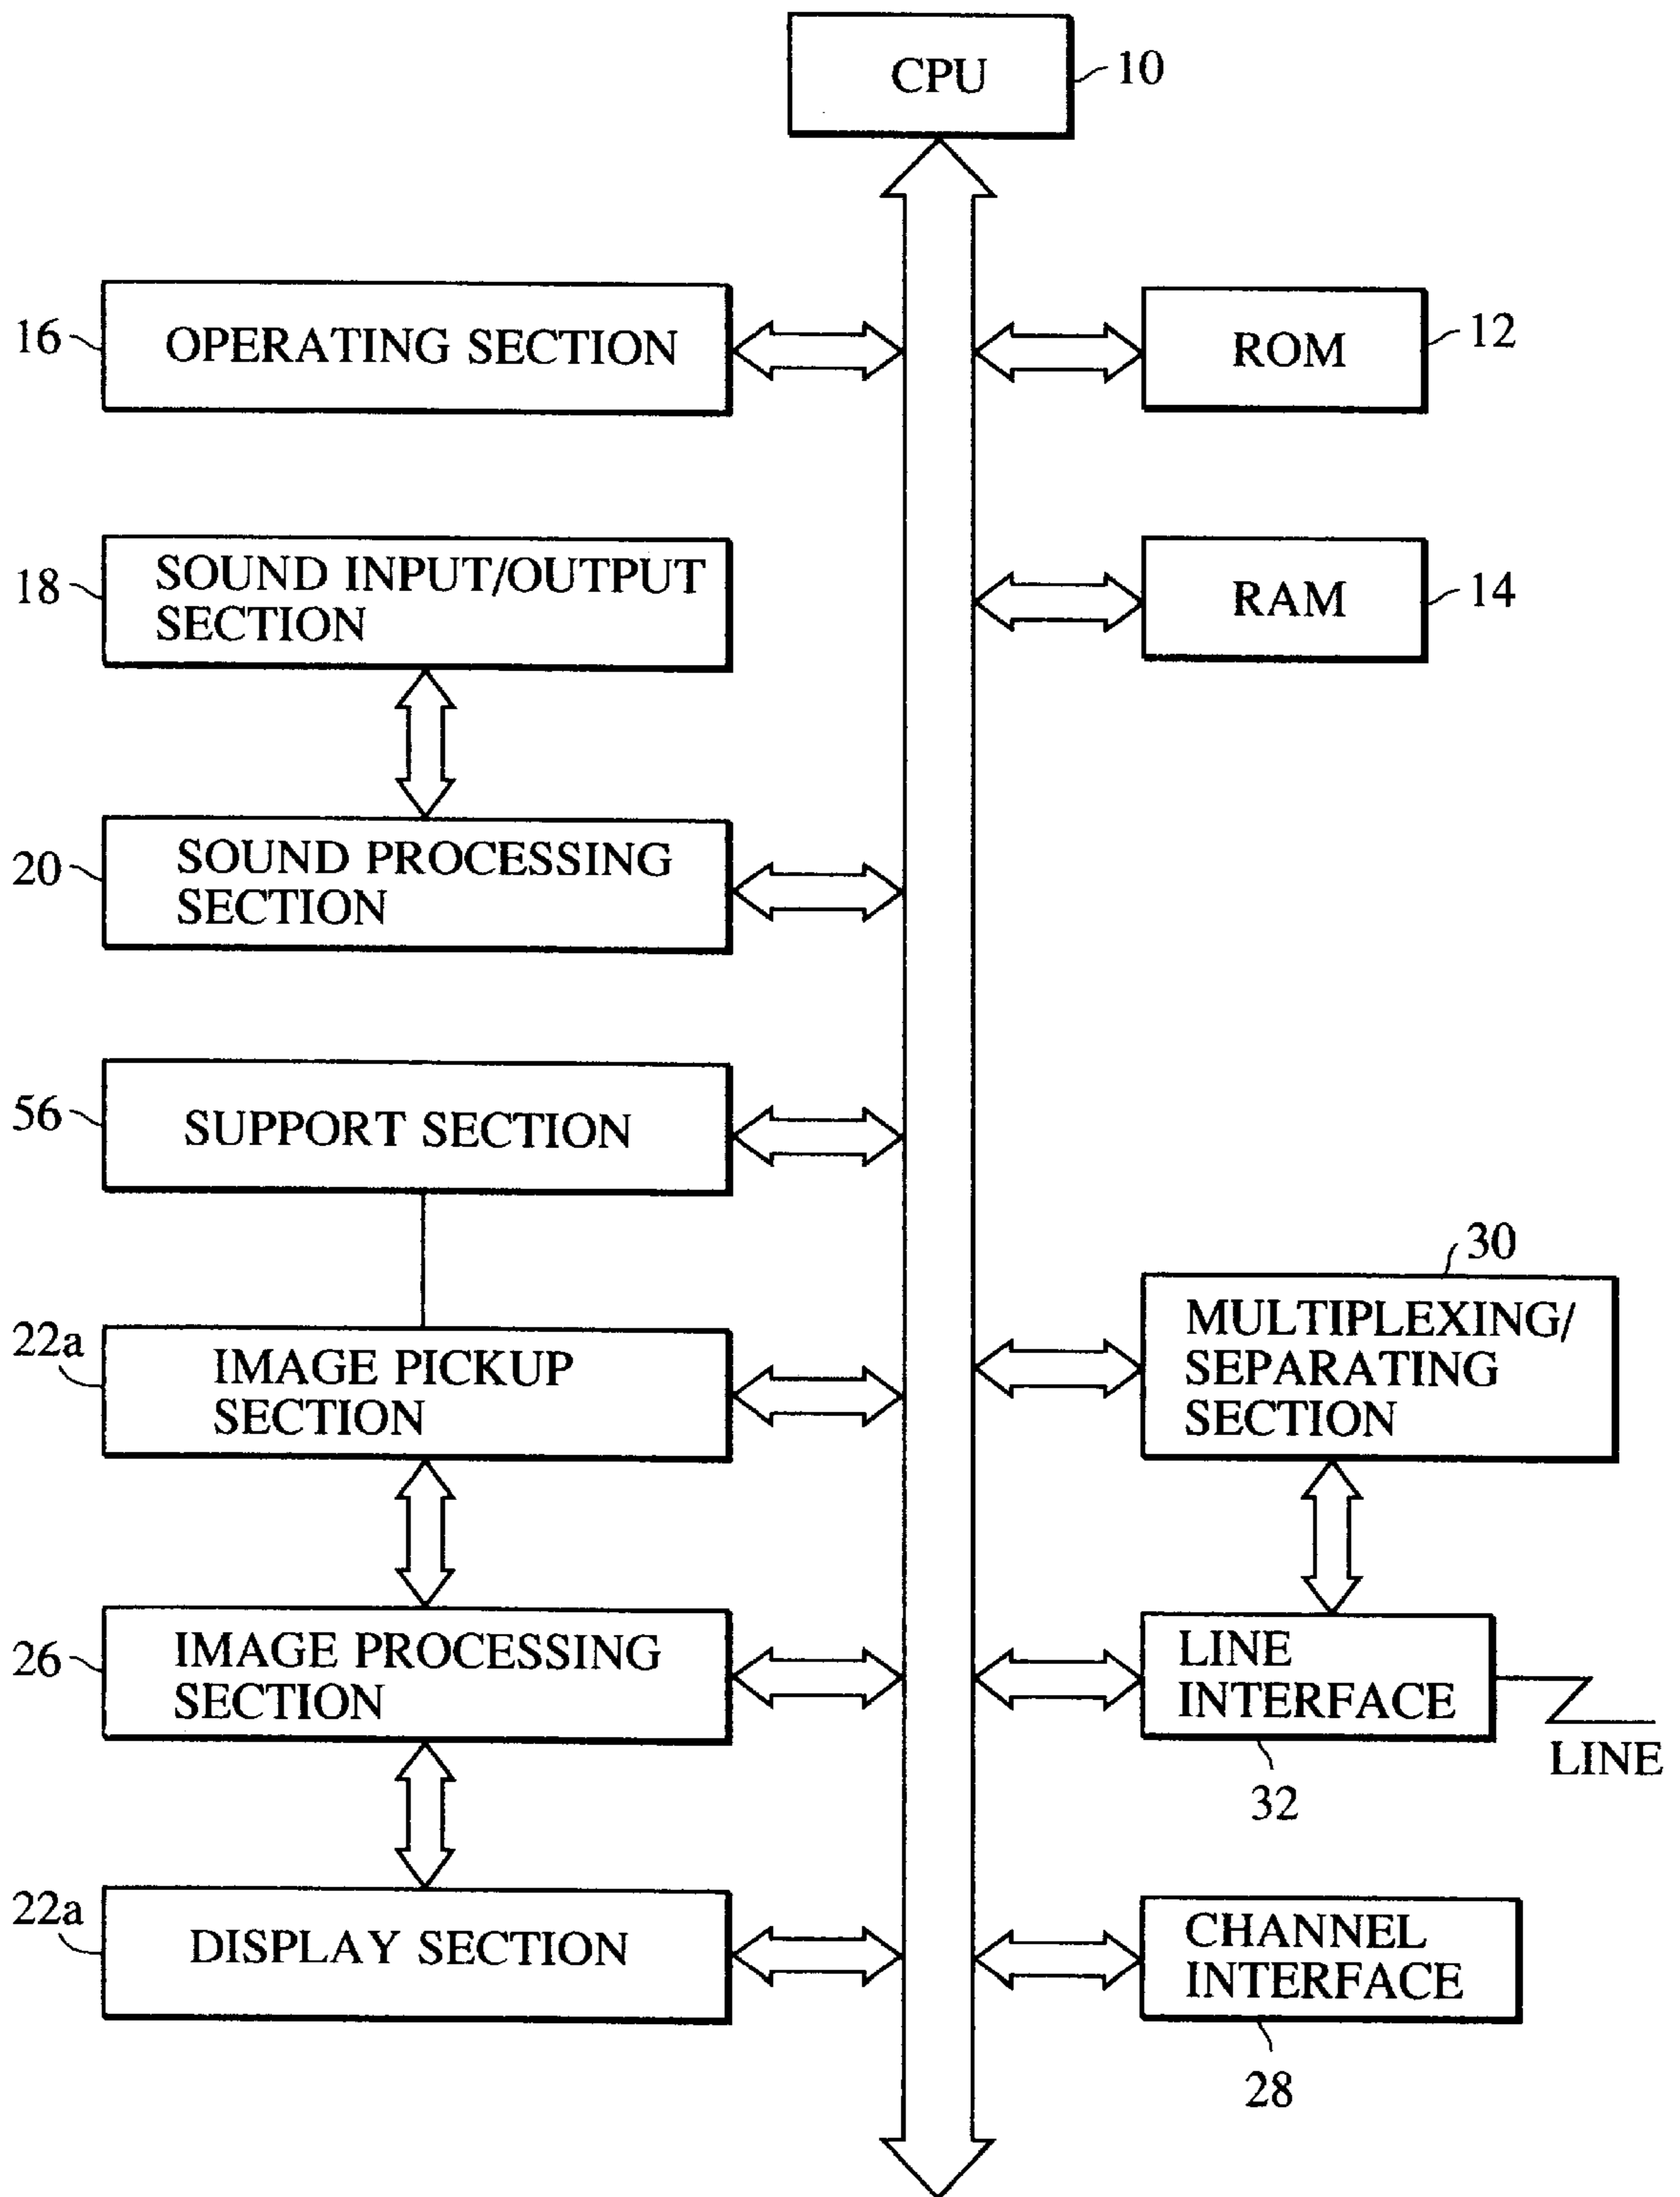 CPU
10
16
OPERATING SECTION
ROM
12
18
SOUND INPUT/OUTPUT
SECTION
RAM
14
20
SOUND PROCESSING
SECTION
56
SUPPORT SECTION
30
MULTIPLEXING/
SEPARATING
SECTION
22a
IMAGE PICKUP
SECTION
26
IMAGE PROCESSING
SECTION
LINE
INTERFACE
LINE
32
22a
DISPLAY SECTION
CHANNEL
INTERFACE
28